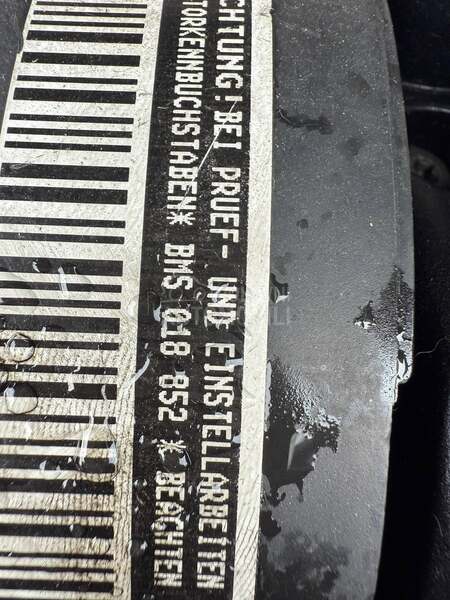 CHTUNG! BEI PRUEF- UND EINSTELLARBEITEN
TORKENNBUCHSTABEN* BMS 018 852 * BEACHTEN